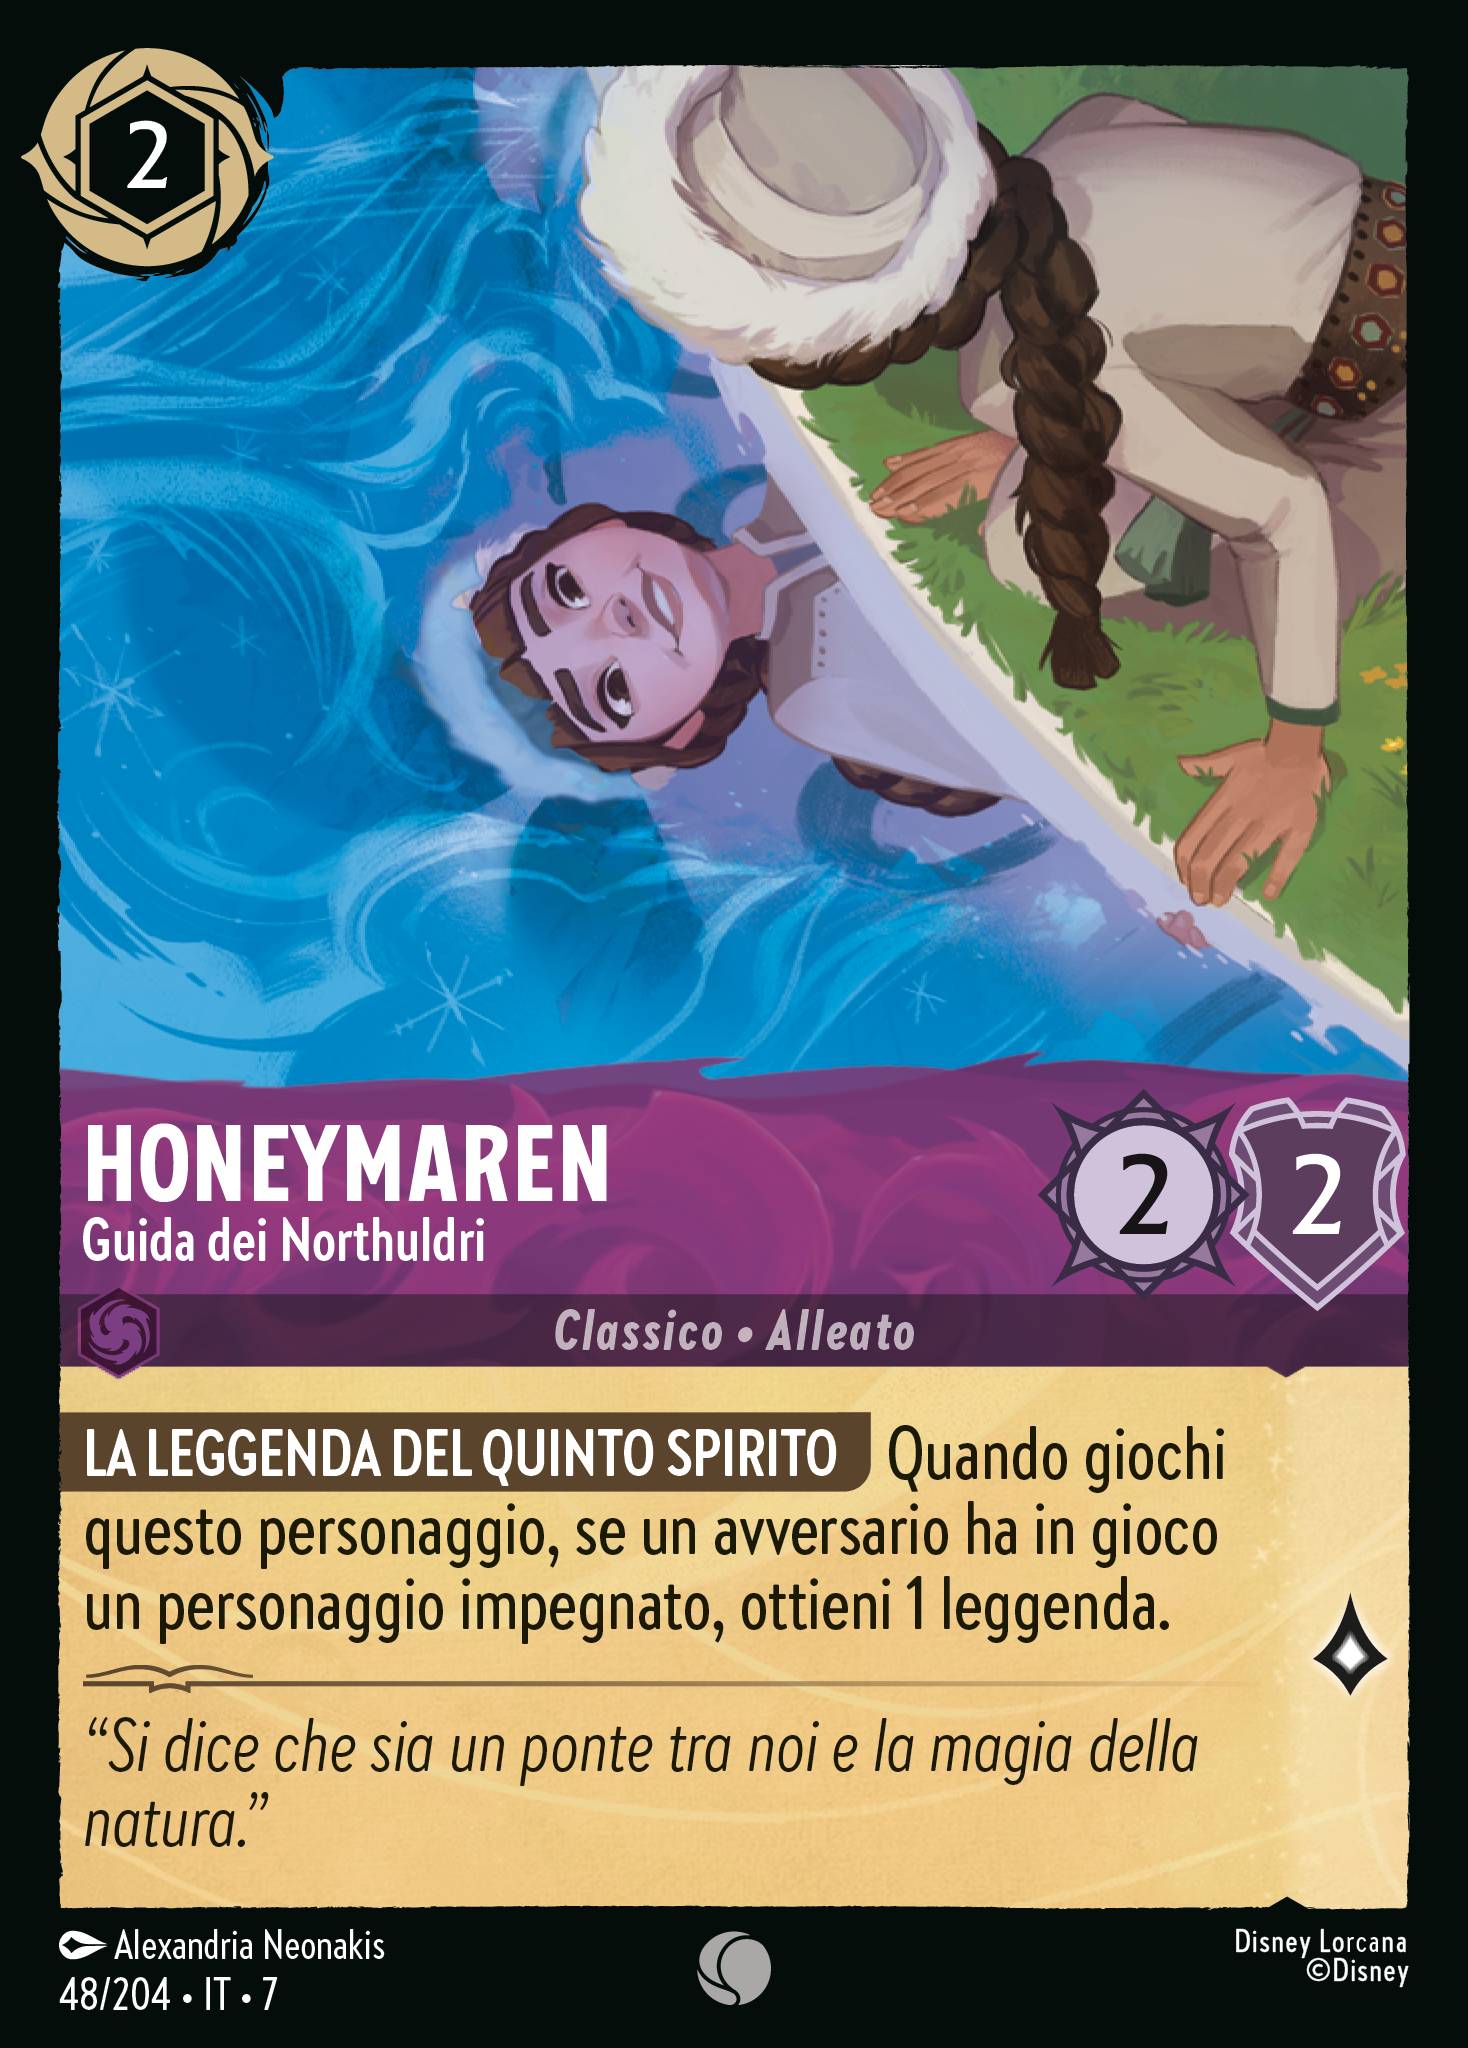 2
HONEYMAREN
2 2
Guida dei Northuldri
Classico • Alleato
LA LEGGENDA DEL QUINTO SPIRITO Quando giochi
questo personaggio, se un avversario ha in gioco
un personaggio impegnato, ottieni 1 leggenda.
“Si dice che sia un ponte tra noi e la magia della
natura.”
Alexandria Neonakis
48/204 • IT • 7
Disney Lorcana
©Disney